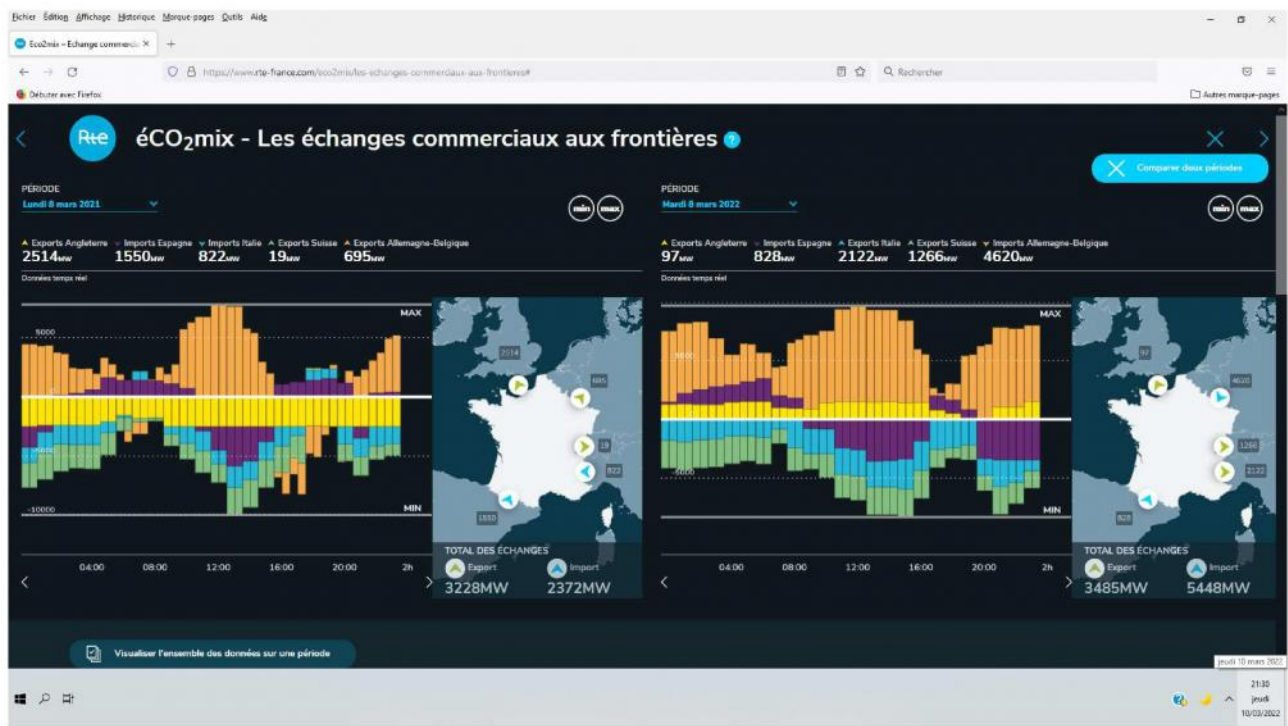 Fichier Édition Affichage Historique Marque-pages Outils Aide
Eco2mix – Echange commerci
https://www.rte-france.com/eco2mix/les-echanges-commerciaux-aux-frontieres#
Rechercher
Débuter avec Firefox
Autres marque-pages
Rte
éCO2mix - Les échanges commerciaux aux frontières ?
Comparer deux périodes
PÉRIODE
Lundi 8 mars 2021
min max
Exports Angleterre Imports Espagne Imports Italie Exports Suisse Exports Allemagne-Belgique
2514MW 1550MW 822MW 19MW 695MW
Données temps réel
MAX
5000
0
-5000
-10000
MIN
04:00 08:00 12:00 16:00 20:00 2h
2514
695
19
822
1550
TOTAL DES ÉCHANGES
Export Import
3228MW 2372MW
PÉRIODE
Mardi 8 mars 2022
min max
Exports Angleterre Imports Espagne Exports Italie Exports Suisse Imports Allemagne-Belgique
97MW 828MW 2122MW 1266MW 4620MW
Données temps réel
MAX
5000
-5000
MIN
04:00 08:00 12:00 16:00 20:00 2h
97
4620
1266
2122
828
TOTAL DES ÉCHANGES
Export Import
3485MW 5448MW
Visualiser l'ensemble des données sur une période
jeudi 10 mars 2022
21:30
jeudi
10/03/2022